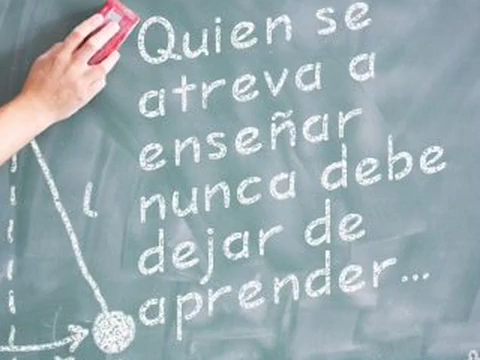 Quien se
atreva a
enseñar
nunca debe
dejar de
aprender...